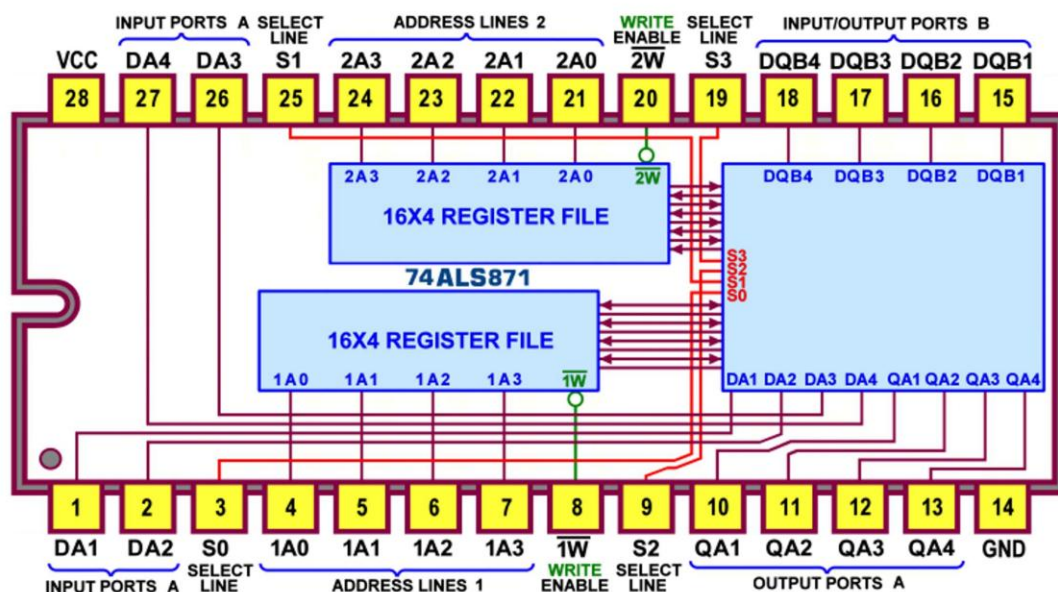 INPUT PORTS A
SELECT LINE
ADDRESS LINES 2
WRITE ENABLE
SELECT LINE
INPUT/OUTPUT PORTS B
VCC DA4 DA3 S1 2A3 2A2 2A1 2A0 2W S3 DQB4 DQB3 DQB2 DQB1
28 27 26 25 24 23 22 21 20 19 18 17 16 15
2A3 2A2 2A1 2A0 2W
DQB4 DQB3 DQB2 DQB1
16X4 REGISTER FILE
S3
S2
S1
S0
74ALS871
16X4 REGISTER FILE
1A0 1A1 1A2 1A3 1W
DA1 DA2 DA3 DA4 QA1 QA2 QA3 QA4
1 2 3 4 5 6 7 8 9 10 11 12 13 14
DA1 DA2 S0 1A0 1A1 1A2 1A3 1W S2 QA1 QA2 QA3 QA4 GND
INPUT PORTS A
SELECT LINE
ADDRESS LINES 1
WRITE ENABLE
SELECT LINE
OUTPUT PORTS A